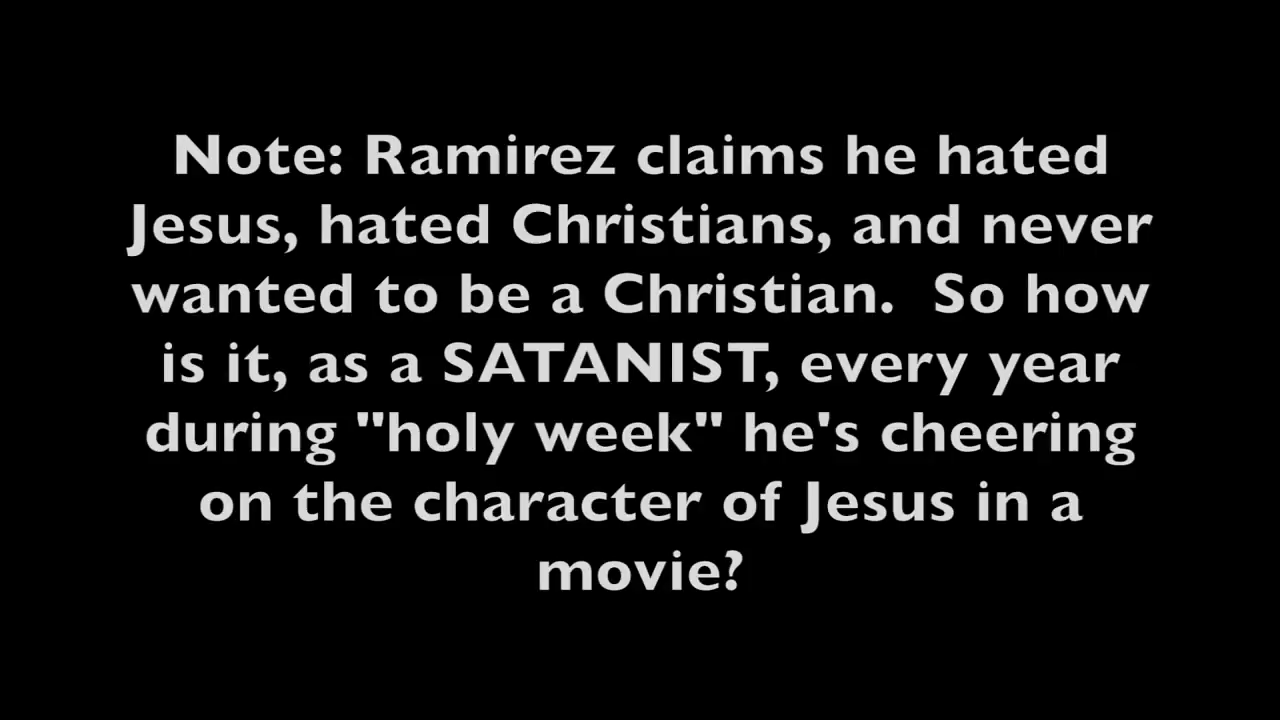 Note: Ramirez claims he hated
Jesus, hated Christians, and never
wanted to be a Christian.  So how
is it, as a SATANIST, every year
during "holy week" he's cheering
on the character of Jesus in a
movie?